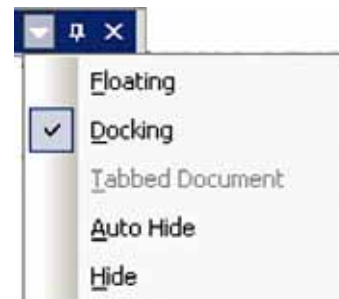 Floating
Docking
Tabbed Document
Auto Hide
Hide